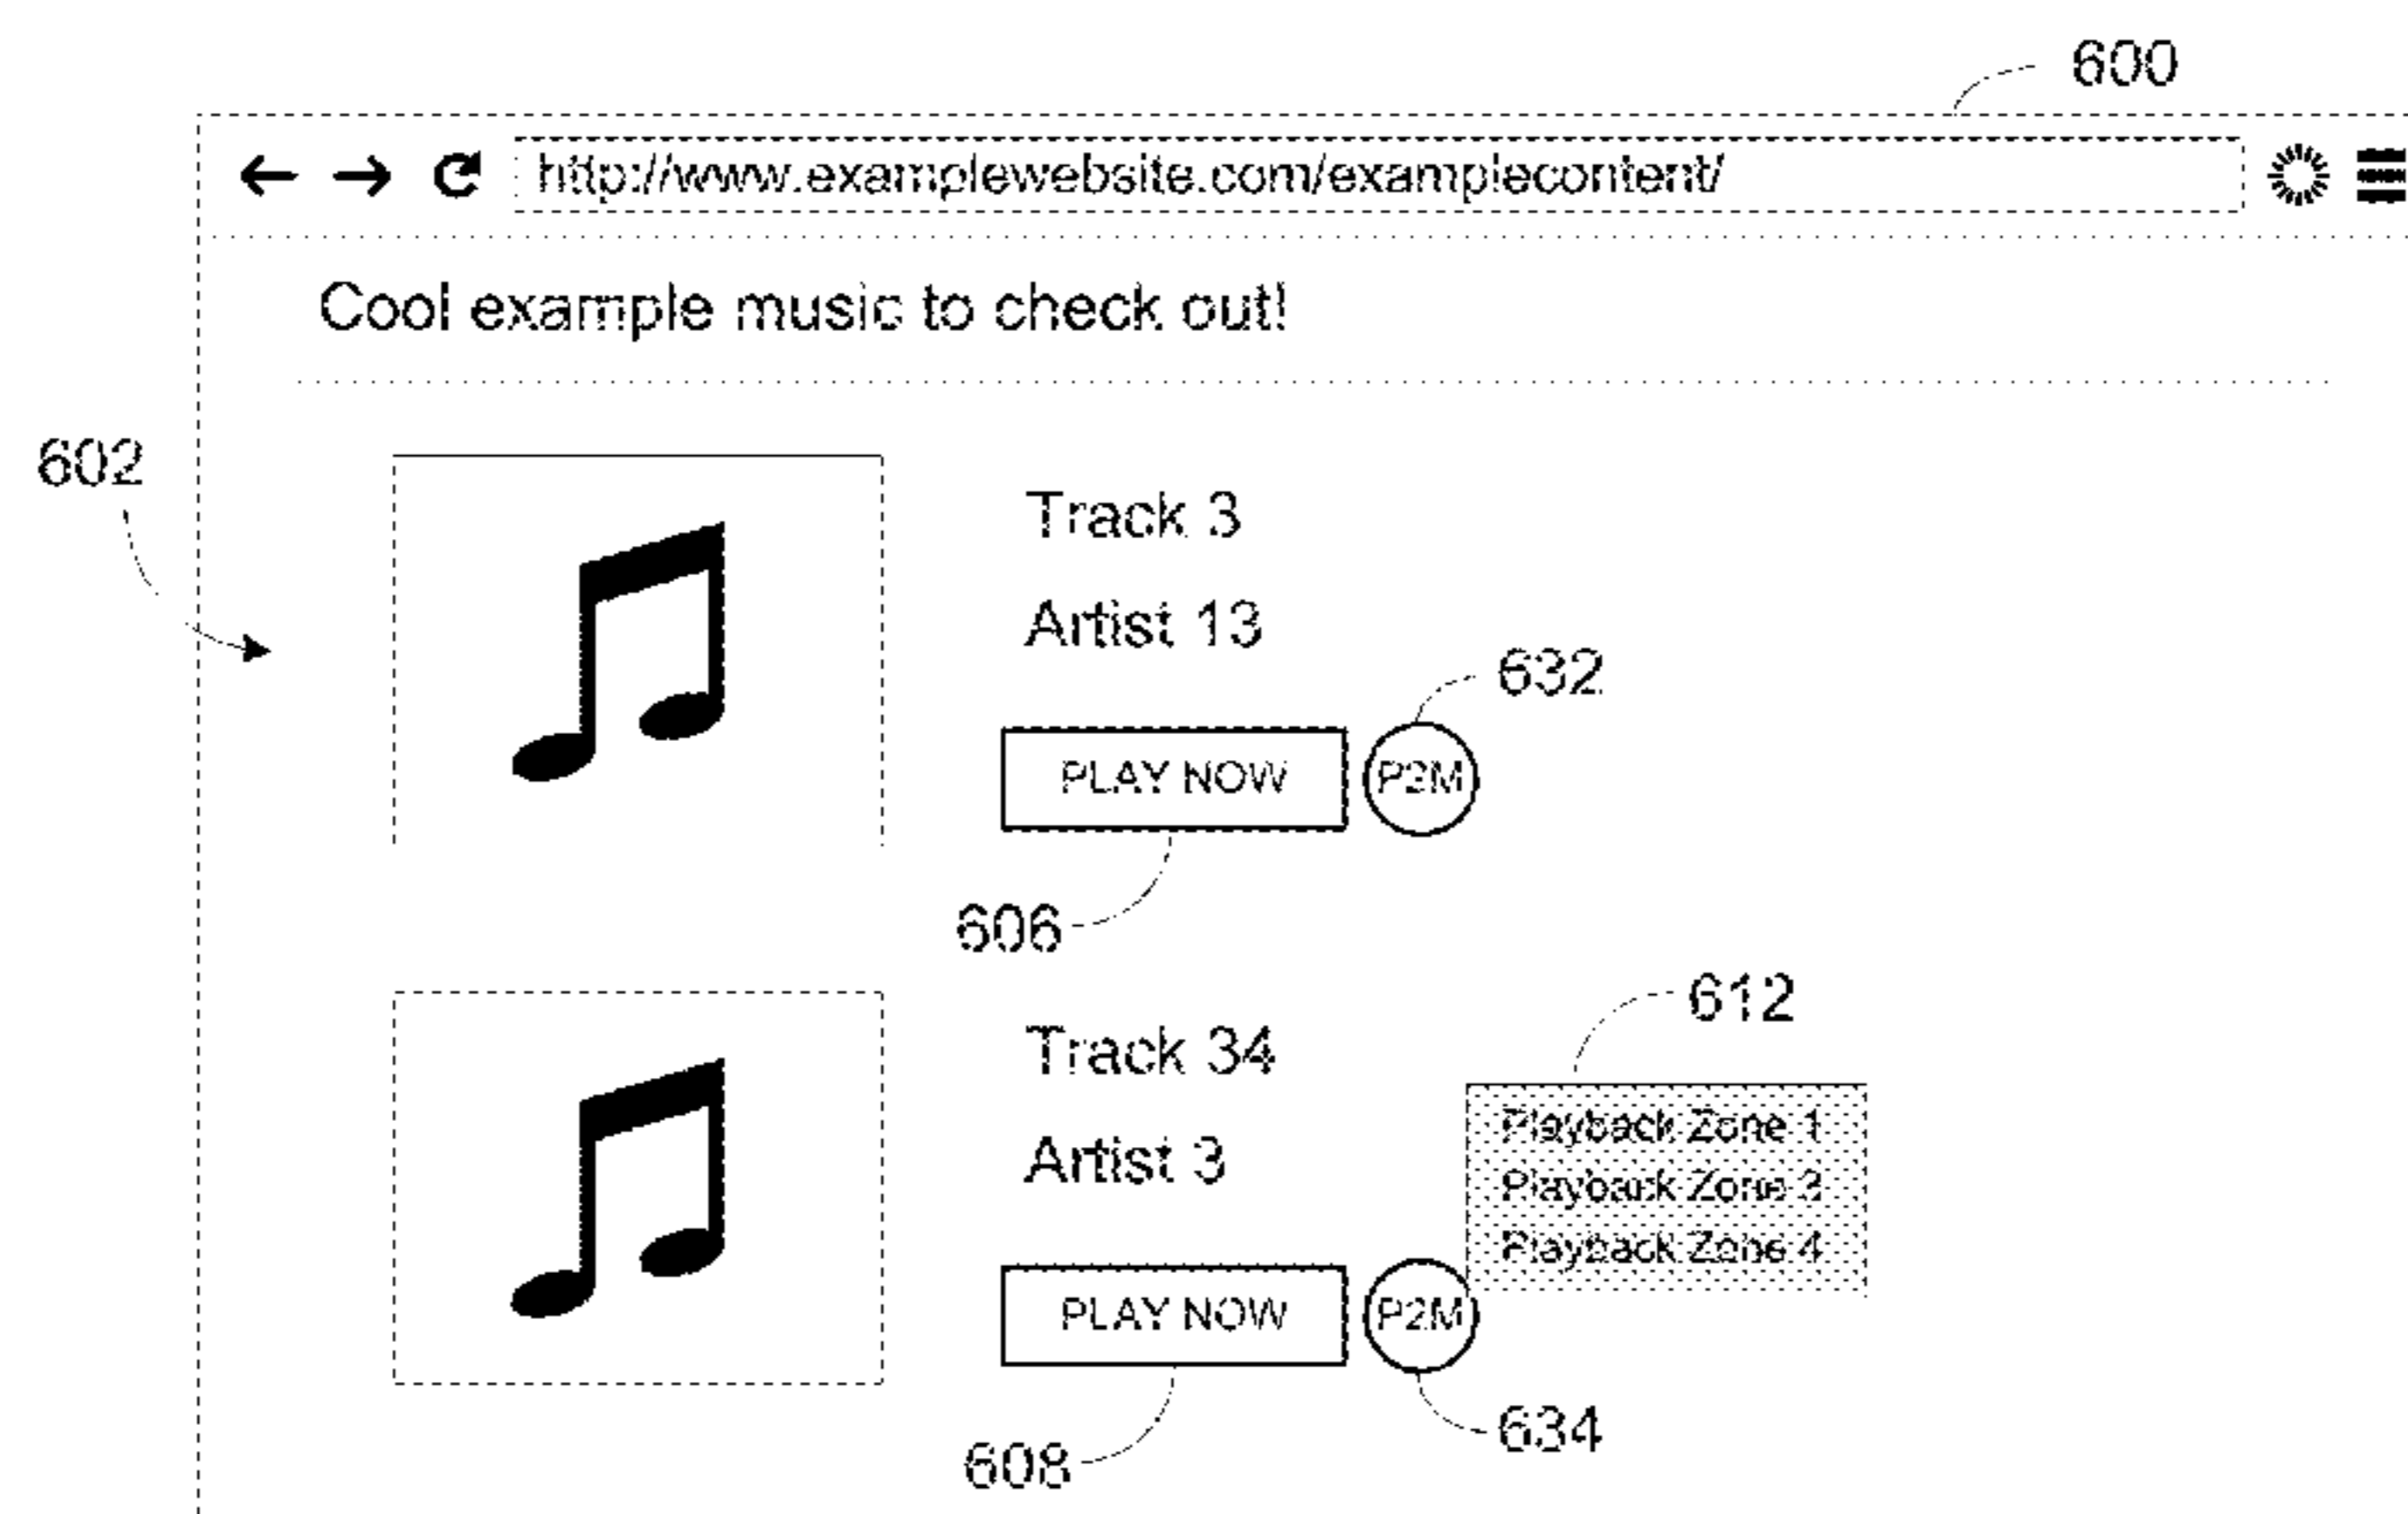 600
http://www.examplewebsite.com/examplecontent/
Cool example music to check out!
602
Track 3
Artist 13
632
PLAY NOW
P2M
606
612
Track 34
Playback Zone 1
Artist 3
Playback Zone
Playback Zone 4
PLAY NOW
P2M
634
608